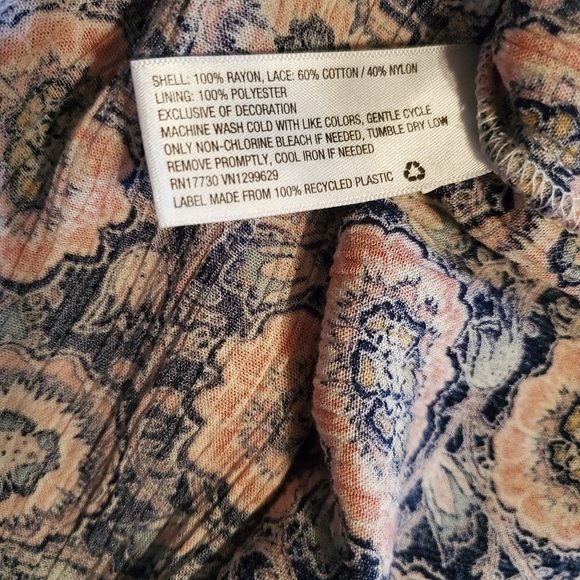 SHELL: 100% RAYON, LACE: 60% COTTON / 40% NYLON
LINING: 100% POLYESTER
EXCLUSIVE OF DECORATION
MACHINE WASH COLD WITH LIKE COLORS, GENTLE CYCLE
ONLY NON-CHLORINE BLEACH IF NEEDED, TUMBLE DRY LOW
REMOVE PROMPTLY, COOL IRON IF NEEDED
RN17730 VN1299629
LABEL MADE FROM 100% RECYCLED PLASTIC